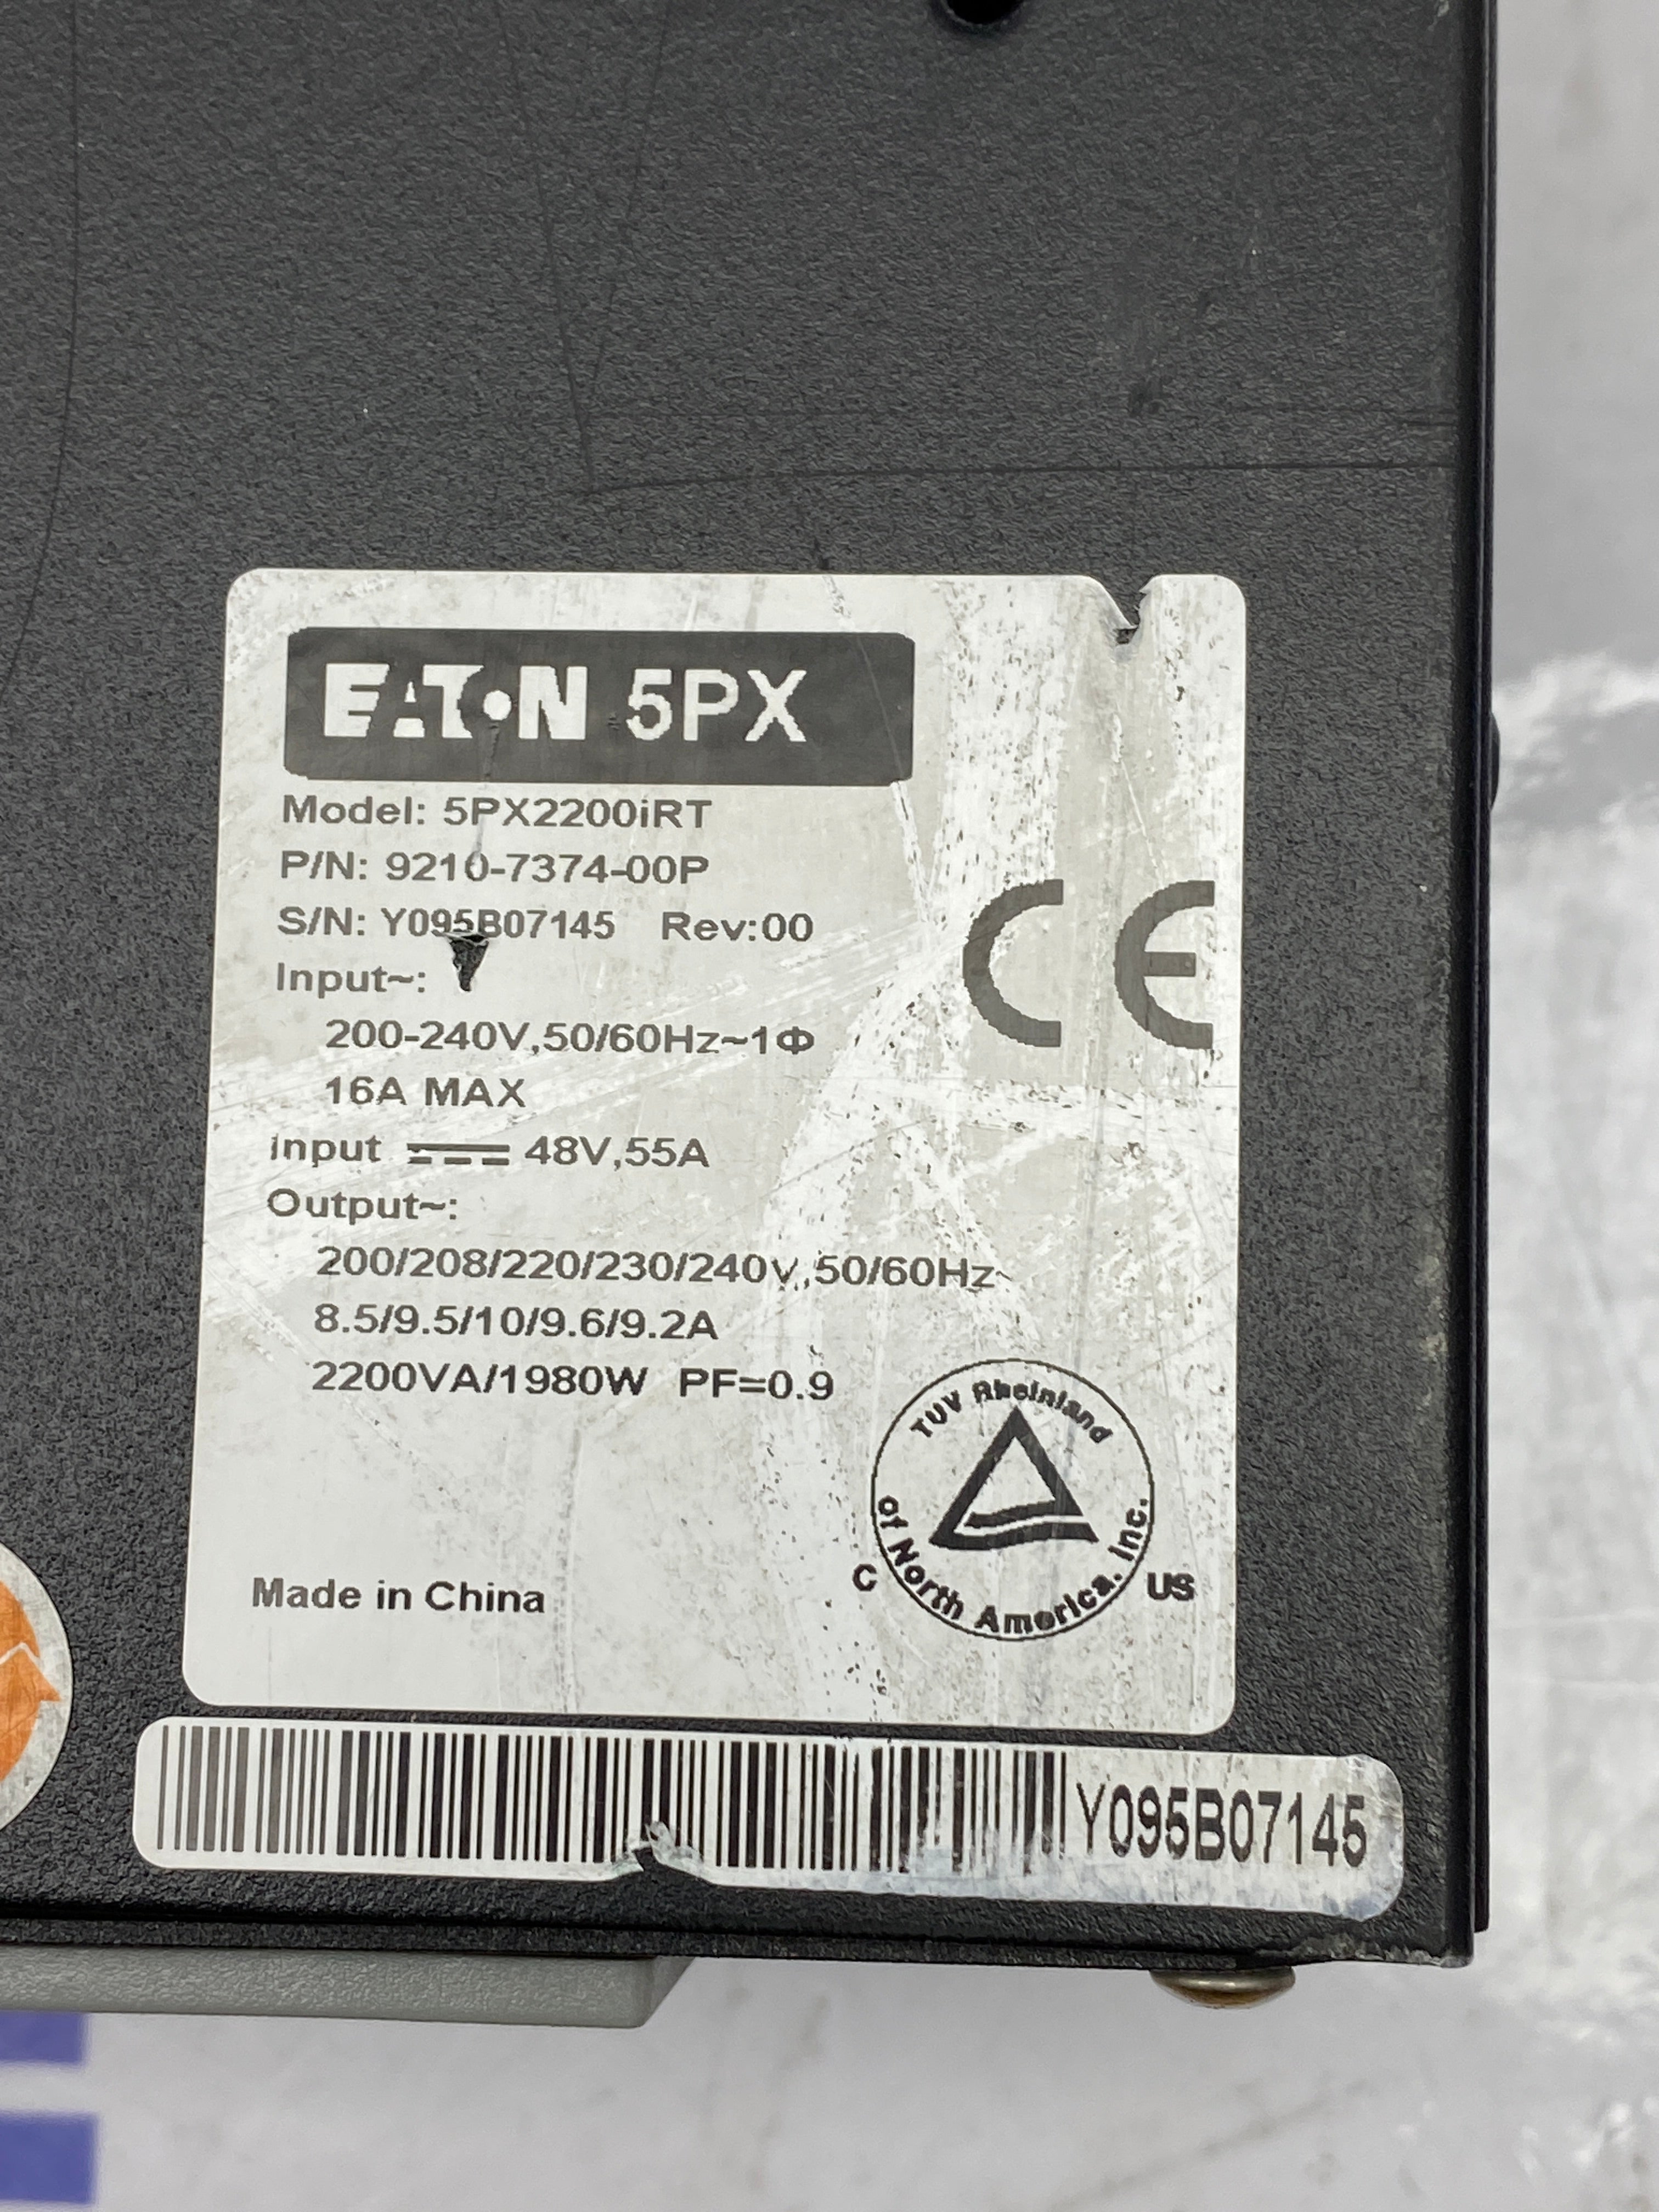 EATON 5PX
Model: 5PX2200iRT
P/N: 9210-7374-00P
S/N: Y095B07145 Rev:00
Input~:
200-240V,50/60Hz~1Φ
16A MAX
Input ⎓ 48V,55A
Output~:
200/208/220/230/240V,50/60Hz~
8.5/9.5/10/9.6/9.2A
2200VA/1980W PF=0.9
CE
TUV Rheinland
of North America. Inc.
C US
Made in China
Y095B07145